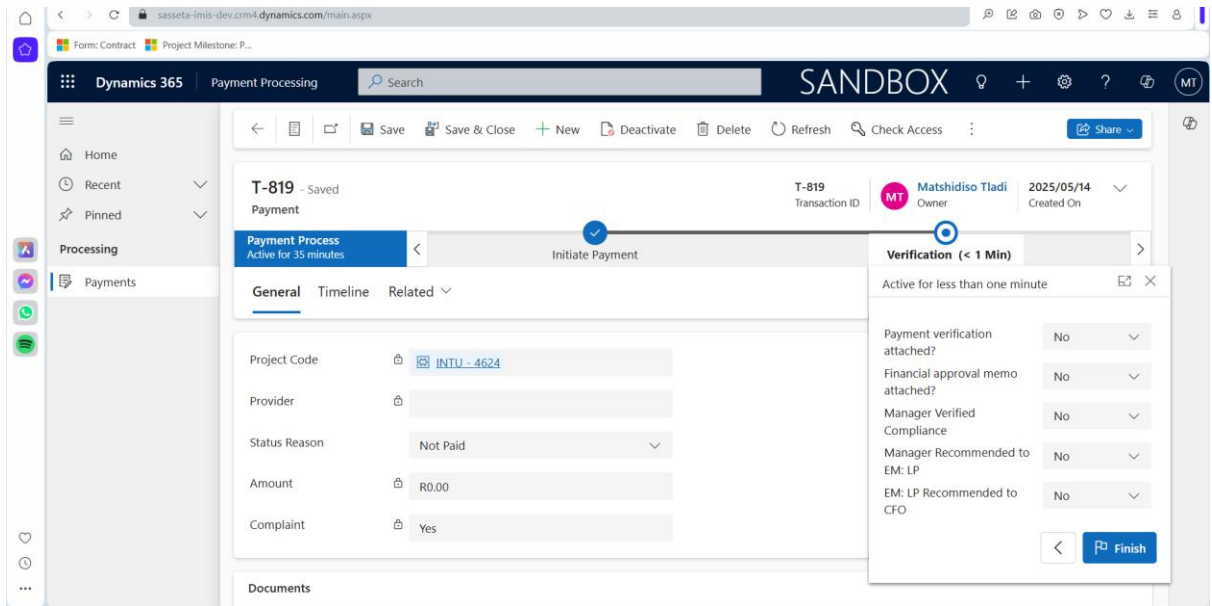 sasseta-imis-dev.crm4.dynamics.com/main.aspx
Form: Contract Project Milestone: P...
Dynamics 365 Payment Processing Search SANDBOX MT
Save Save & Close New Deactivate Delete Refresh Check Access Share
Home
Recent
Pinned
Processing
Payments
T-819 - Saved
Payment
T-819
Transaction ID
MT
Matshidiso Tladi
Owner
2025/05/14
Created On
Payment Process
Active for 35 minutes
Initiate Payment
Verification (< 1 Min)
General Timeline Related
Active for less than one minute
Project Code INTU - 4624
Provider
Status Reason Not Paid
Amount R0.00
Complaint Yes
Documents
Payment verification
attached? No
Financial approval memo
attached? No
Manager Verified
Compliance No
Manager Recommended to
EM: LP No
EM: LP Recommended to
CFO No
Finish